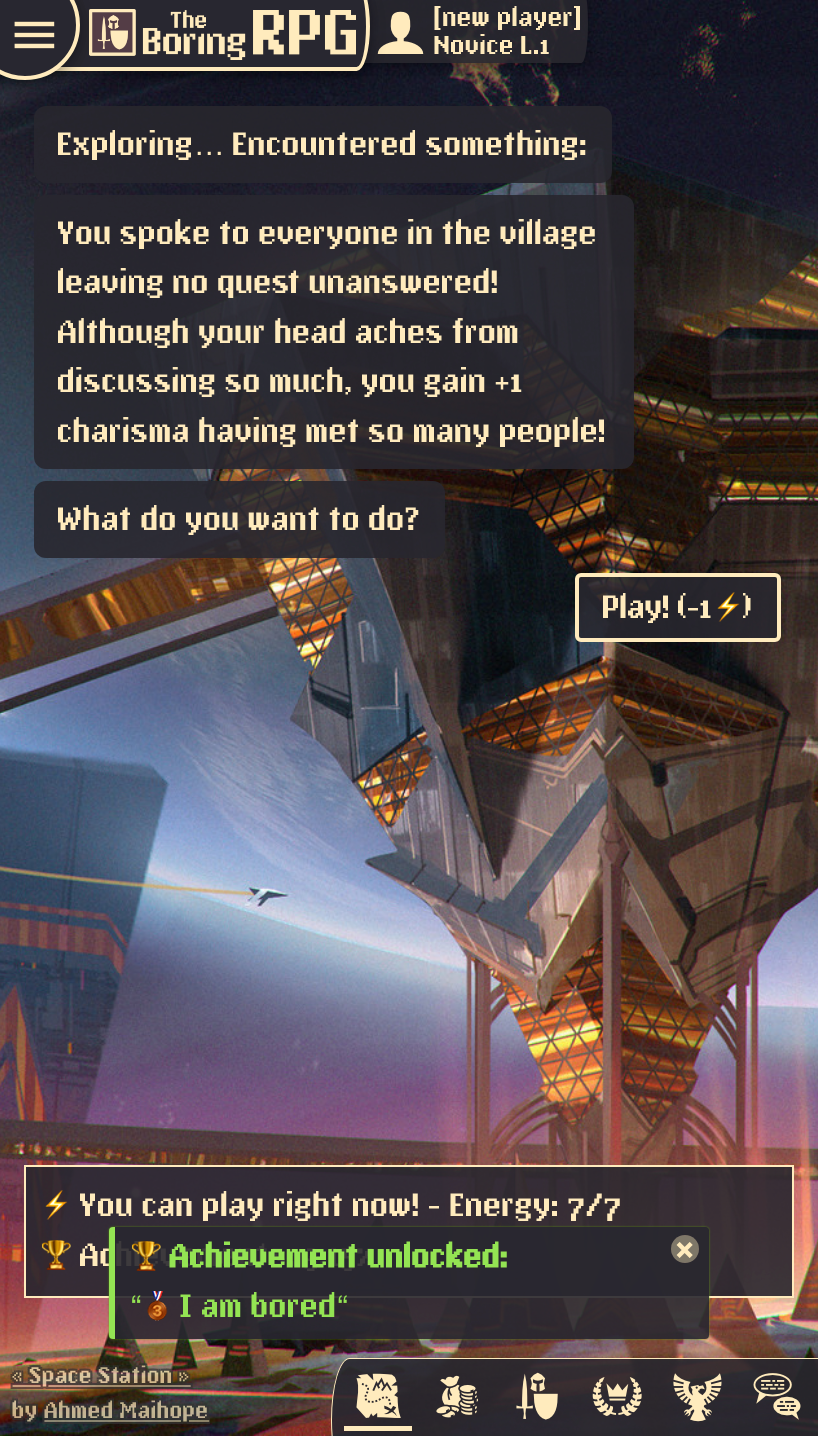 The
Boring RPG
[new player]
Novice L.1
Exploring… Encountered something:
You spoke to everyone in the village
leaving no quest unanswered!
Although your head aches from
discussing so much, you gain +1
charisma having met so many people!
What do you want to do?
Play! (-1⚡)
⚡ You can play right now! - Energy: 7/7
🏆 Achievement unlocked:
“🥉 I am bored“
« Space Station »
by Ahmed Maihope